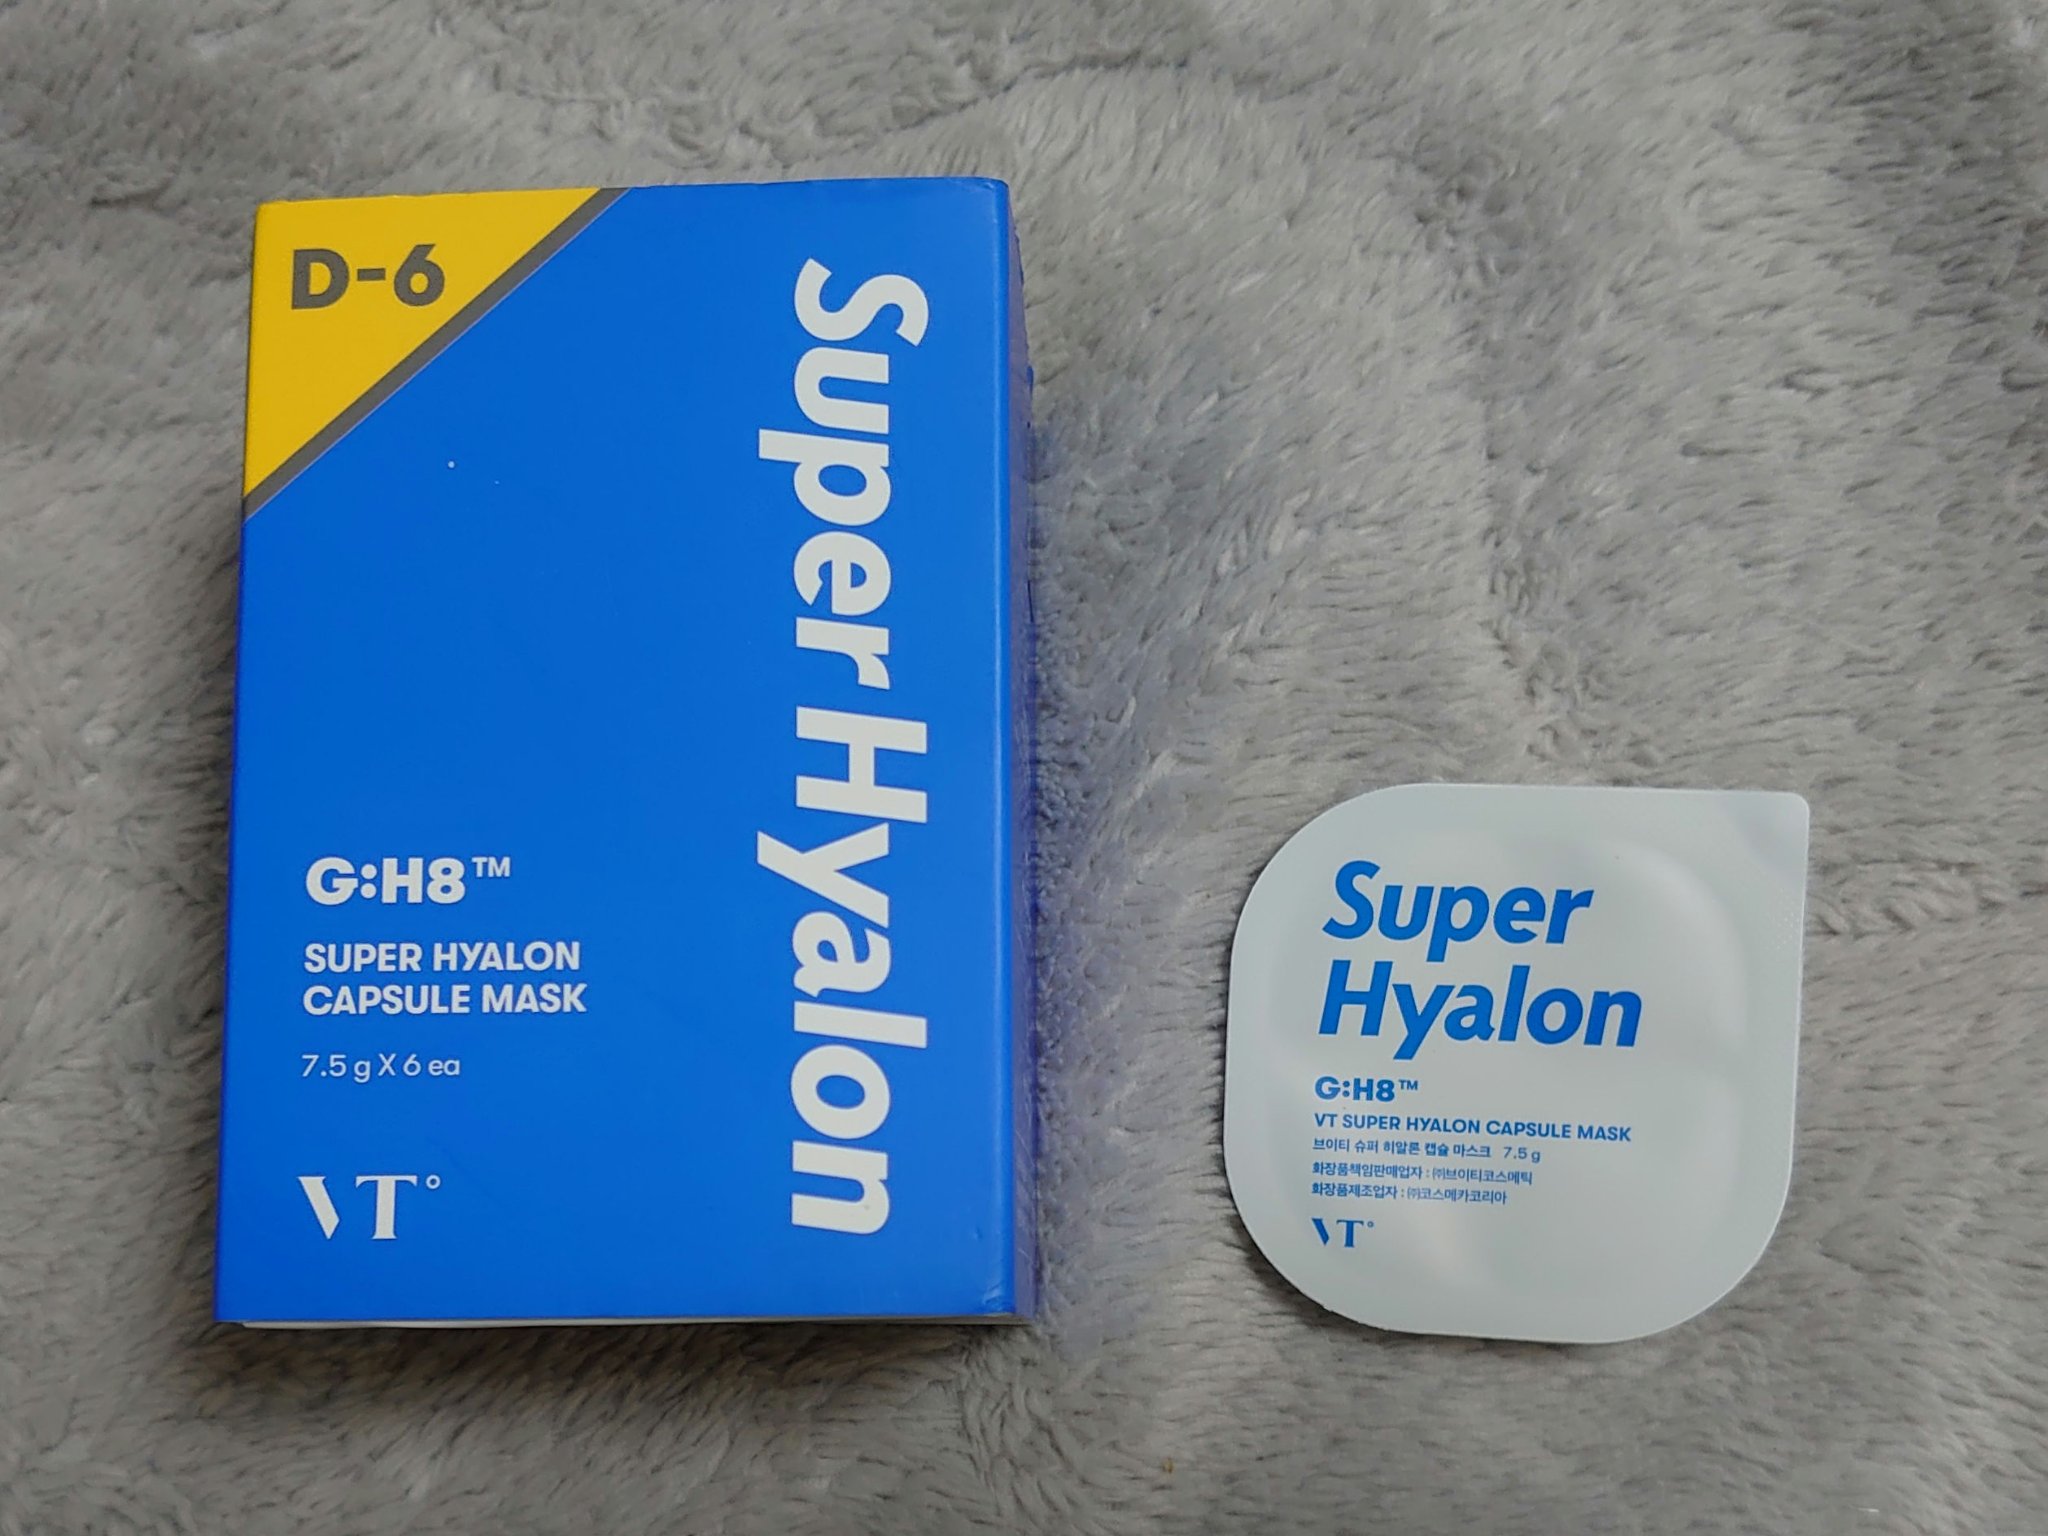 D-6
Super Hyalon
G:H8™
SUPER HYALON
CAPSULE MASK
7.5 g X 6 ea
VT°
Super
Hyalon
G:H8™
VT SUPER HYALON CAPSULE MASK
브이티 슈퍼 히알론 캡슐 마스크 7.5 g
화장품책임판매업자 : ㈜브이티코스메틱
화장품제조업자 : ㈜코스메카코리아
VT°